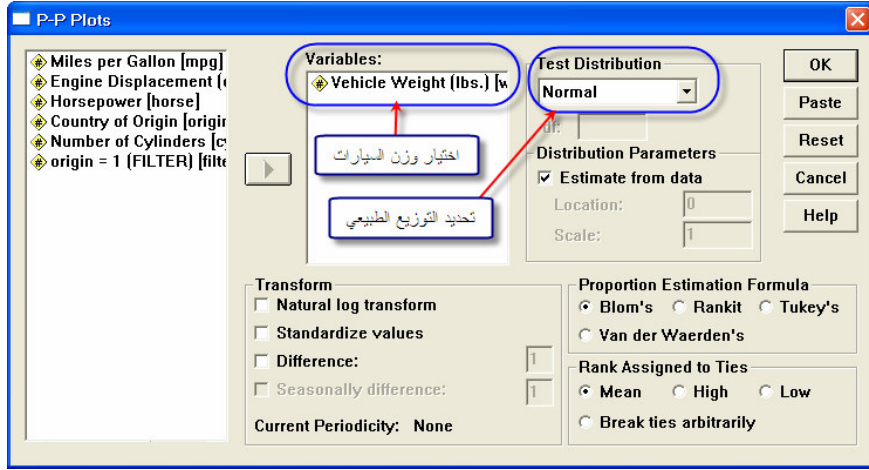 P-P Plots
Miles per Gallon [mpg]
Engine Displacement (
Horsepower [horse]
Country of Origin [origin
Number of Cylinders [c
origin = 1 (FILTER) [filte
Variables:
Vehicle Weight (lbs.) [w
اختيار وزن السيارات
تحديد التوزيع الطبيعي
Test Distribution
Normal
df:
Distribution Parameters
Estimate from data
Location: 0
Scale: 1
OK
Paste
Reset
Cancel
Help
Transform
Natural log transform
Standardize values
Difference: 1
Seasonally difference: 1
Current Periodicity: None
Proportion Estimation Formula
Blom's Rankit Tukey's
Van der Waerden's
Rank Assigned to Ties
Mean High Low
Break ties arbitrarily